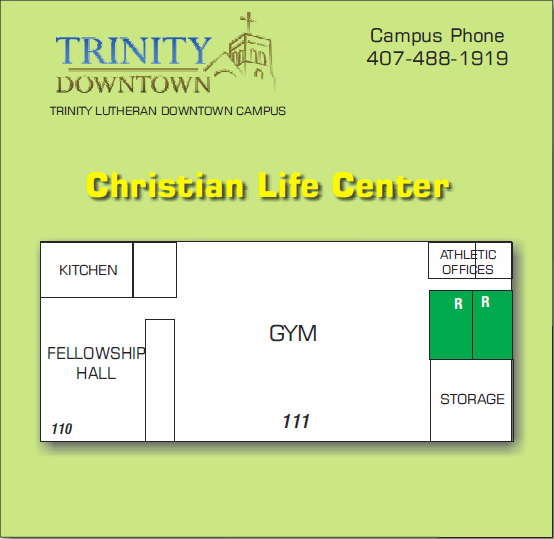 TRINITY
DOWNTOWN
TRINITY LUTHERAN DOWNTOWN CAMPUS
Campus Phone
407-488-1919
Christian Life Center
KITCHEN
ATHLETIC
OFFICES
R R
FELLOWSHIP
HALL
GYM
STORAGE
110
111